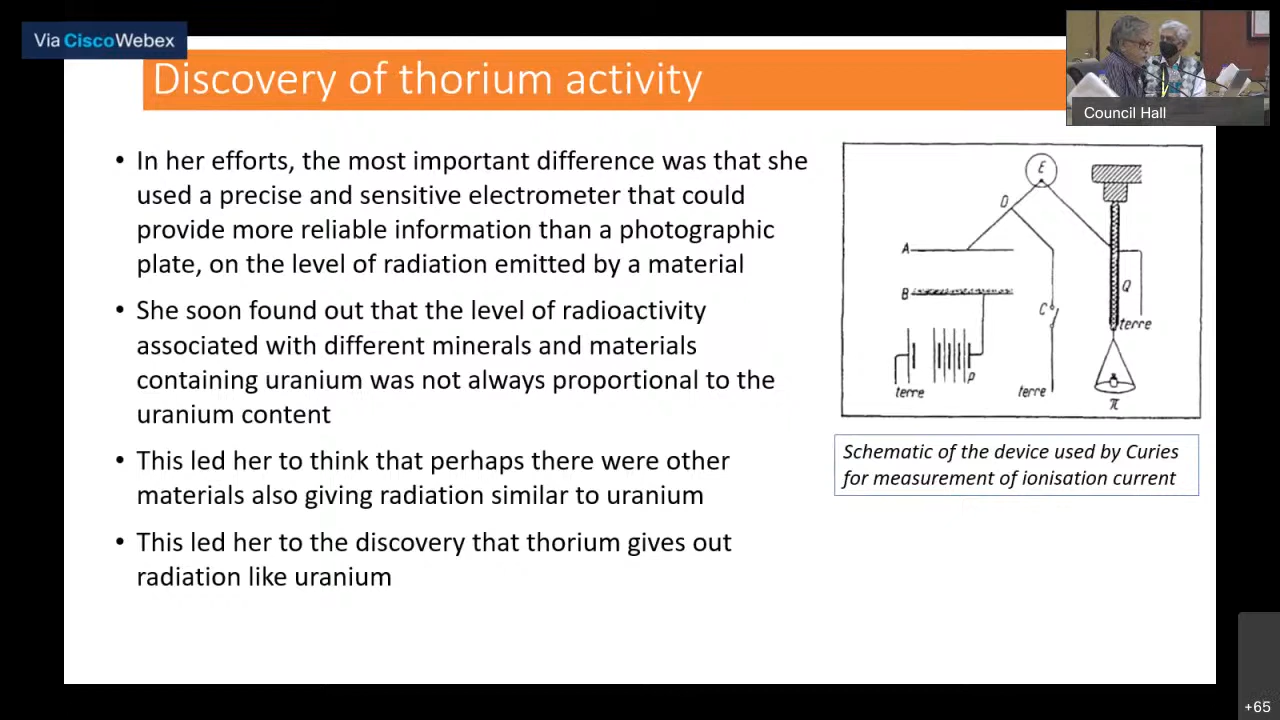 Via CiscoWebex
Discovery of thorium activity
Council Hall
• In her efforts, the most important difference was that she
used a precise and sensitive electrometer that could
provide more reliable information than a photographic
plate, on the level of radiation emitted by a material
• She soon found out that the level of radioactivity
associated with different minerals and materials
containing uranium was not always proportional to the
uranium content
• This led her to think that perhaps there were other
materials also giving radiation similar to uranium
• This led her to the discovery that thorium gives out
radiation like uranium
E
D
A
B
C
Q
terre
P
terre
terre
π
Schematic of the device used by Curies
for measurement of ionisation current
+65